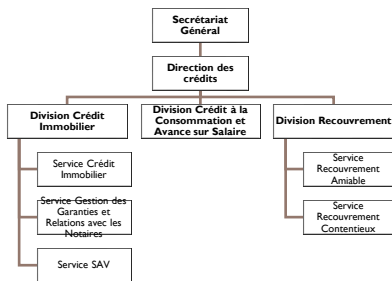 Secrétariat
Général
Direction des
crédits
Division Crédit
Immobilier
Division Crédit à la
Consommation et
Avance sur Salaire
Division Recouvrement
Service Crédit
Immobilier
Service Gestion des
Garanties et
Relations avec les
Notaires
Service SAV
Service
Recouvrement
Amiable
Service
Recouvrement
Contentieux